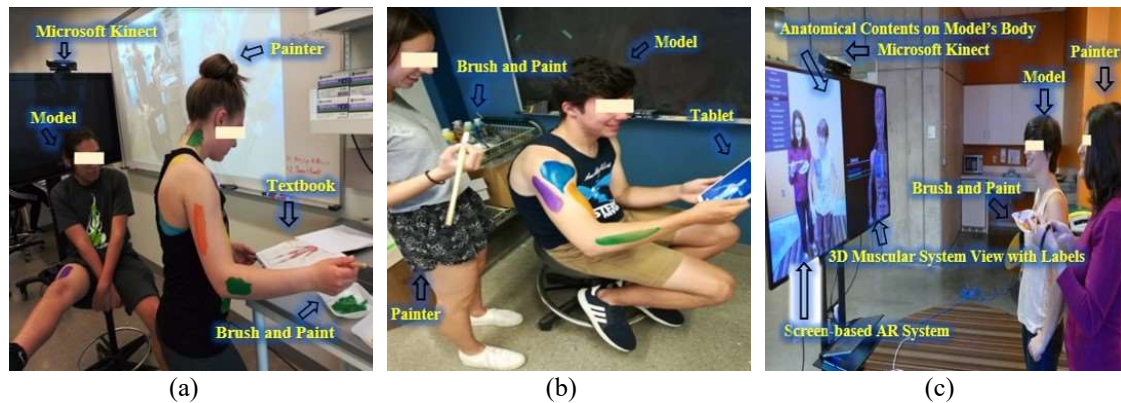 Microsoft Kinect
Painter
Model
Textbook
Brush and Paint
(a)
Model
Brush and Paint
Tablet
Painter
(b)
Anatomical Contents on Model's Body
Microsoft Kinect
Painter
Model
Brush and Paint
3D Muscular System View with Labels
Screen-based AR System
(c)